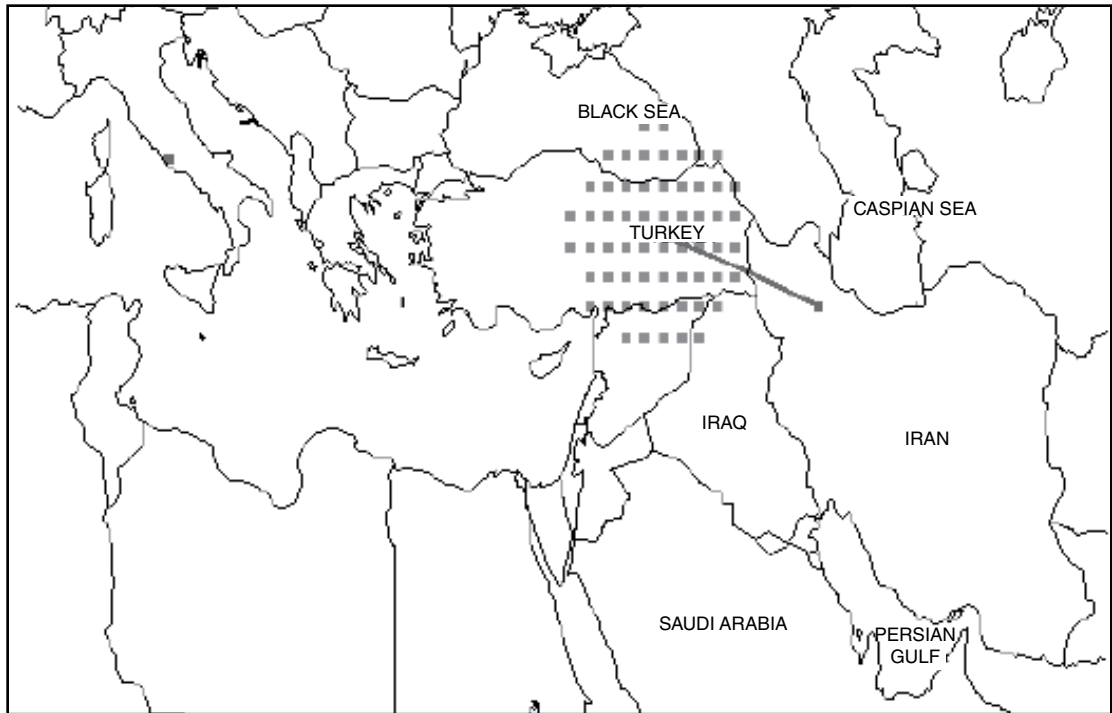 BLACK SEA
CASPIAN SEA
TURKEY
IRAQ
IRAN
SAUDI ARABIA
PERSIAN
GULF